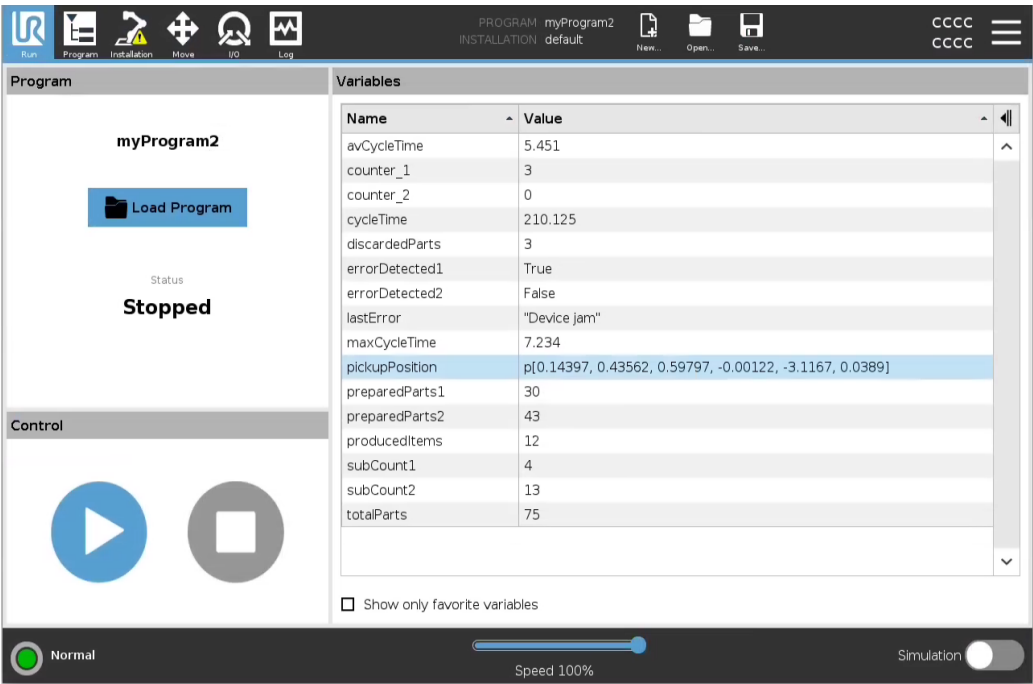 UR
PROGRAM myProgram2
INSTALLATION default
cccc
cccc
Run Program Installation Move I/O Log New... Open... Save...
Program
myProgram2
Load Program
Status
Stopped
Control
Variables
Name Value
avCycleTime 5.451
counter_1 3
counter_2 0
cycleTime 210.125
discardedParts 3
errorDetected1 True
errorDetected2 False
lastError "Device jam"
maxCycleTime 7.234
pickupPosition p[0.14397, 0.43562, 0.59797, -0.00122, -3.1167, 0.0389]
preparedParts1 30
preparedParts2 43
producedItems 12
subCount1 4
subCount2 13
totalParts 75
Show only favorite variables
Normal
Speed 100%
Simulation